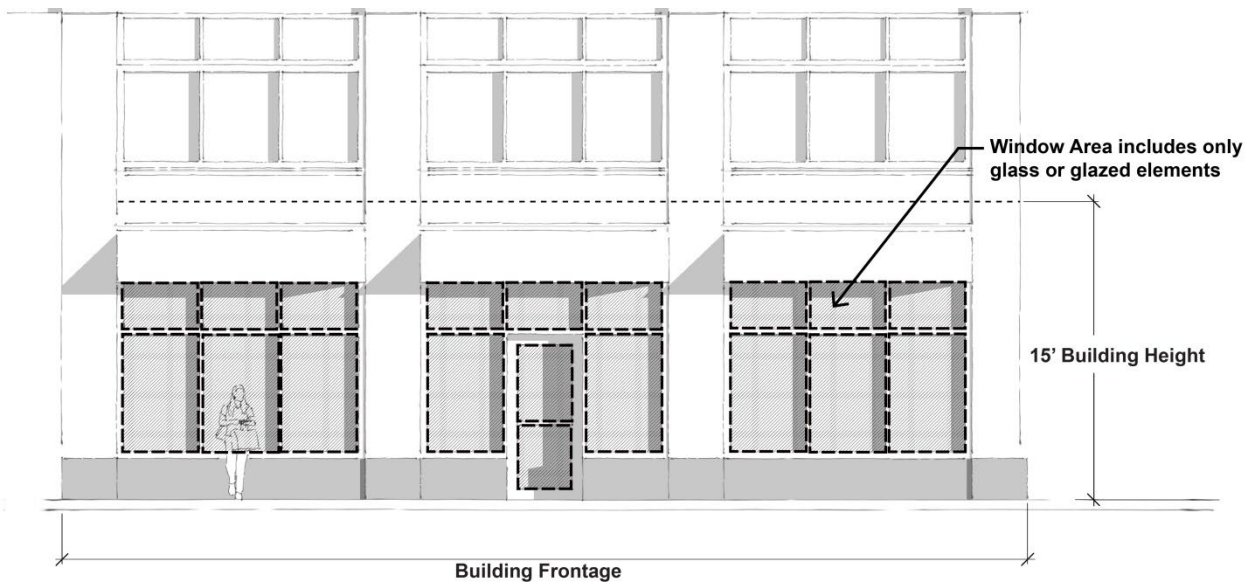 Window Area includes only
glass or glazed elements
15’ Building Height
Building Frontage